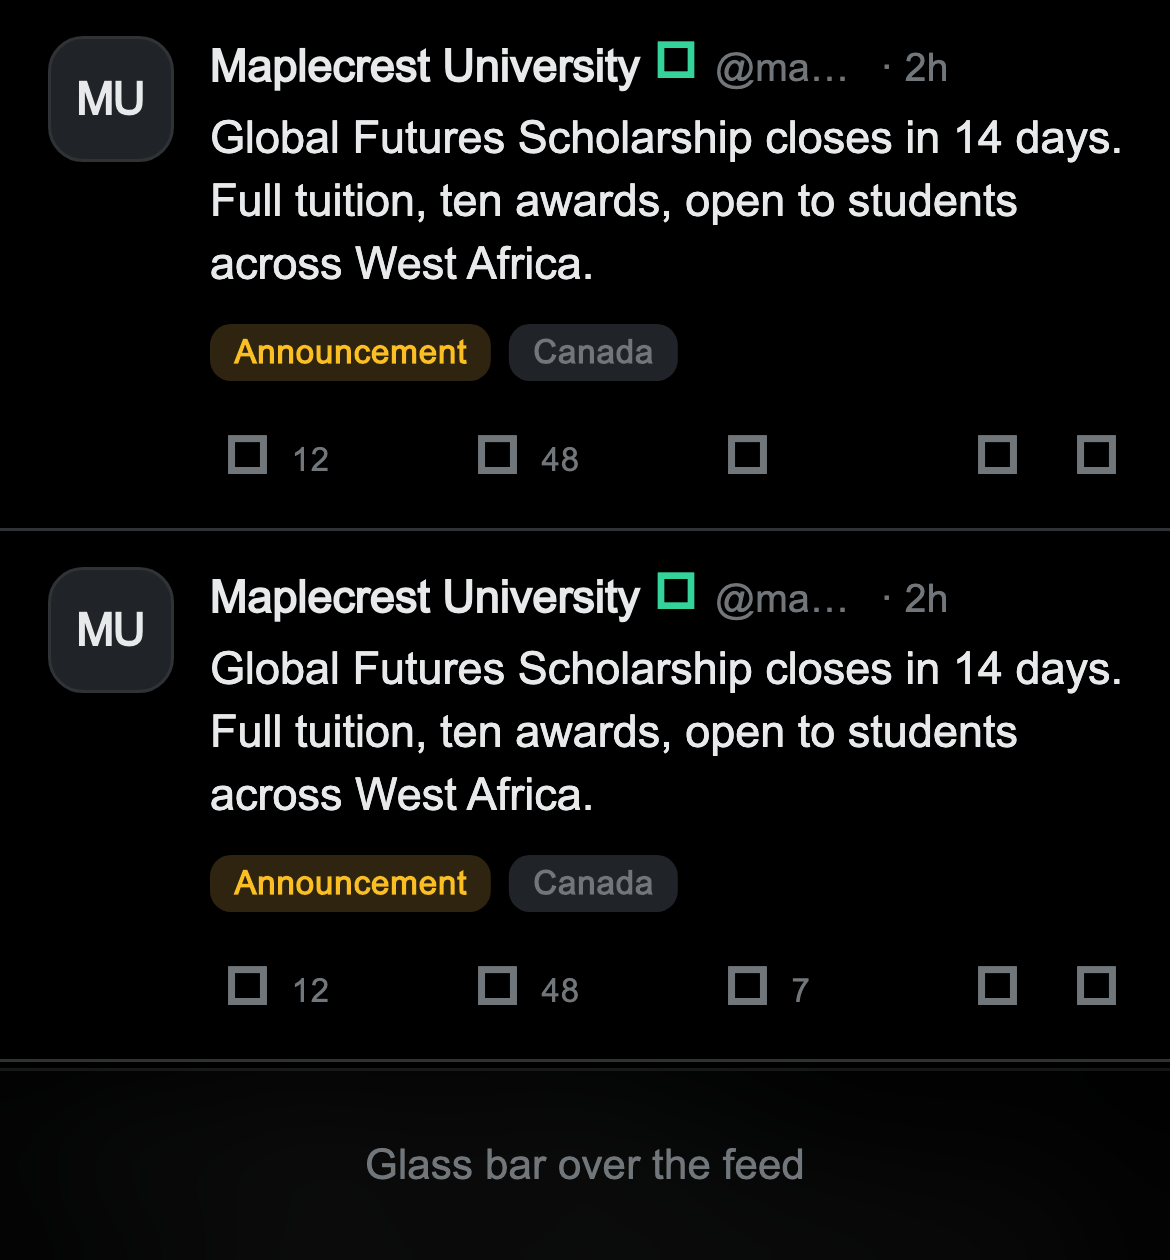 MU
Maplecrest University @ma… · 2h
Global Futures Scholarship closes in 14 days.
Full tuition, ten awards, open to students
across West Africa.
Announcement Canada
12 48
MU
Maplecrest University @ma… · 2h
Global Futures Scholarship closes in 14 days.
Full tuition, ten awards, open to students
across West Africa.
Announcement Canada
12 48 7
Glass bar over the feed